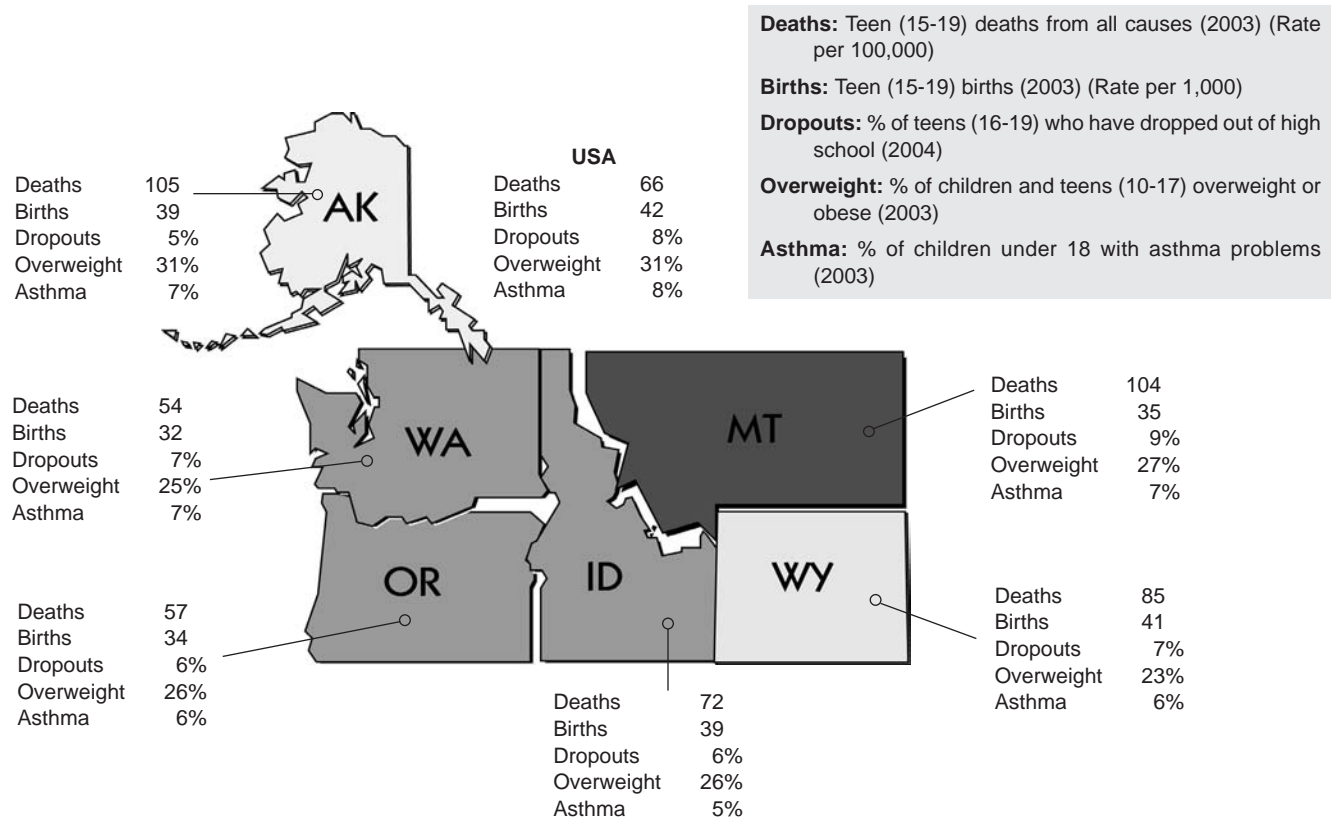 Deaths: Teen (15-19) deaths from all causes (2003) (Rate
per 100,000)
Births: Teen (15-19) births (2003) (Rate per 1,000)
Dropouts: % of teens (16-19) who have dropped out of high
school (2004)
Overweight: % of children and teens (10-17) overweight or
obese (2003)
Asthma: % of children under 18 with asthma problems
(2003)
Deaths 105
Births 39
Dropouts 5%
Overweight 31%
Asthma 7%
AK
USA
Deaths 66
Births 42
Dropouts 8%
Overweight 31%
Asthma 8%
Deaths 54
Births 32
Dropouts 7%
Overweight 25%
Asthma 7%
WA
MT
Deaths 104
Births 35
Dropouts 9%
Overweight 27%
Asthma 7%
Deaths 57
Births 34
Dropouts 6%
Overweight 26%
Asthma 6%
OR
ID
WY
Deaths 85
Births 41
Dropouts 7%
Overweight 23%
Asthma 6%
Deaths 72
Births 39
Dropouts 6%
Overweight 26%
Asthma 5%